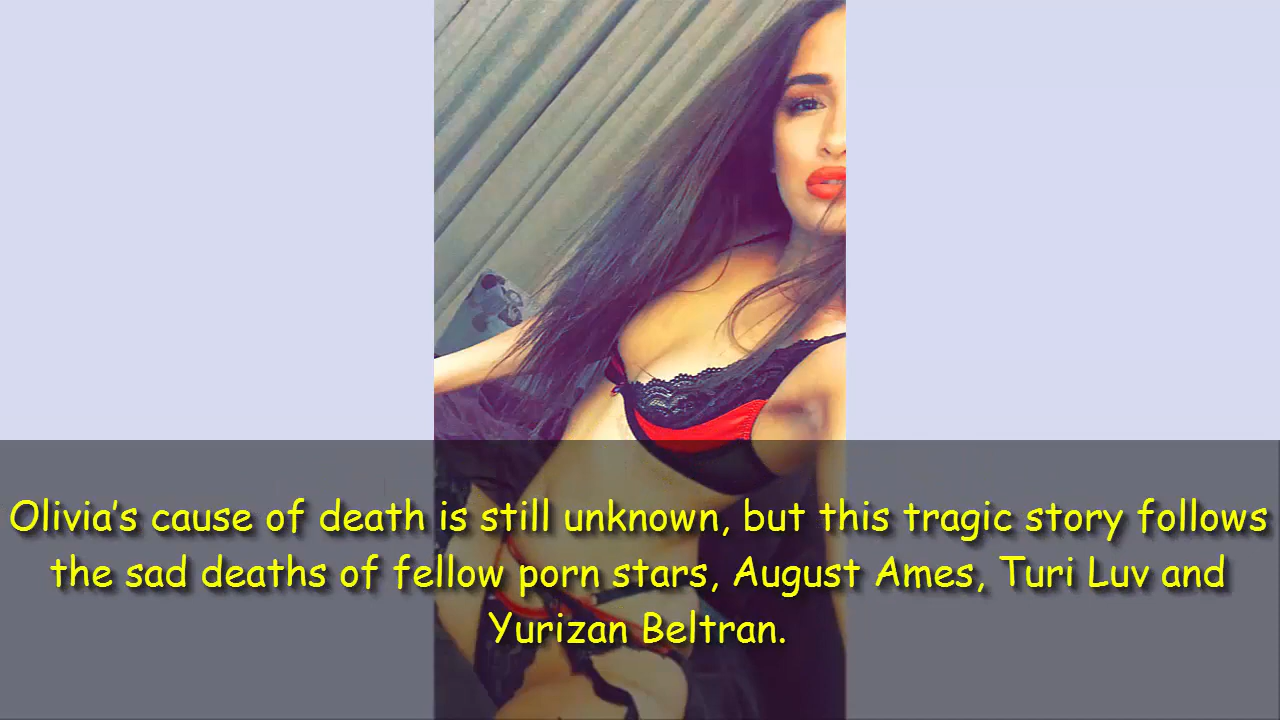 Olivia’s cause of death is still unknown, but this tragic story follows
the sad deaths of fellow porn stars, August Ames, Turi Luv and
Yurizan Beltran.